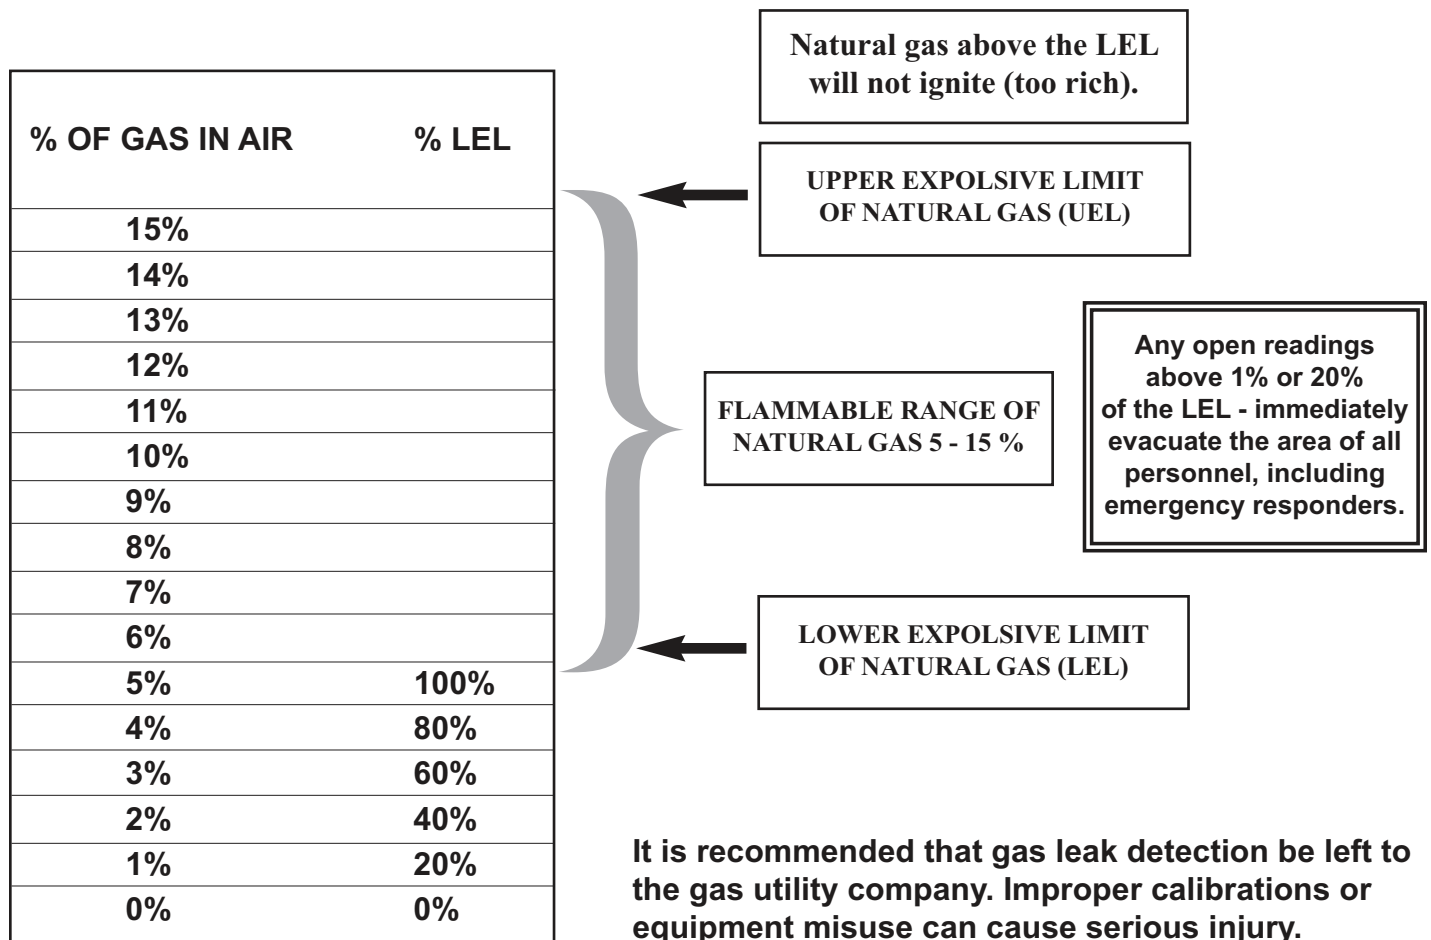 Natural gas above the LEL
will not ignite (too rich).
% OF GAS IN AIR % LEL
UPPER EXPOLSIVE LIMIT
OF NATURAL GAS (UEL)
15%
14%
13%
12%
11%
10%
9%
8%
7%
6%
5% 100%
4% 80%
3% 60%
2% 40%
1% 20%
0% 0%
Any open readings
above 1% or 20%
of the LEL - immediately
evacuate the area of all
personnel, including
emergency responders.
FLAMMABLE RANGE OF
NATURAL GAS 5 - 15 %
LOWER EXPOLSIVE LIMIT
OF NATURAL GAS (LEL)
It is recommended that gas leak detection be left to
the gas utility company. Improper calibrations or
equipment misuse can cause serious injury.